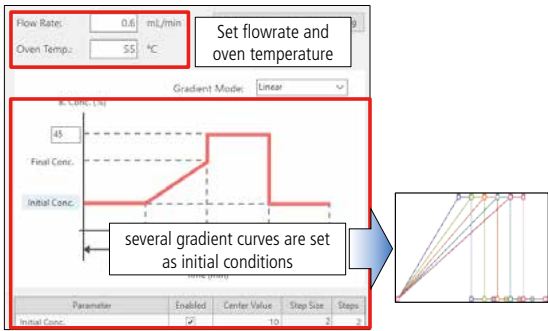 Flow Rate: 0.6 mL/min
Oven Temp.: 55 °C
Set flowrate and
oven temperature
Gradient Mode: Linear
B. Conc. (%)
45
Final Conc.
Initial Conc.
several gradient curves are set
as initial conditions
Parameter Enabled Center Value Step Size Steps
Initial Conc. 10 2 2